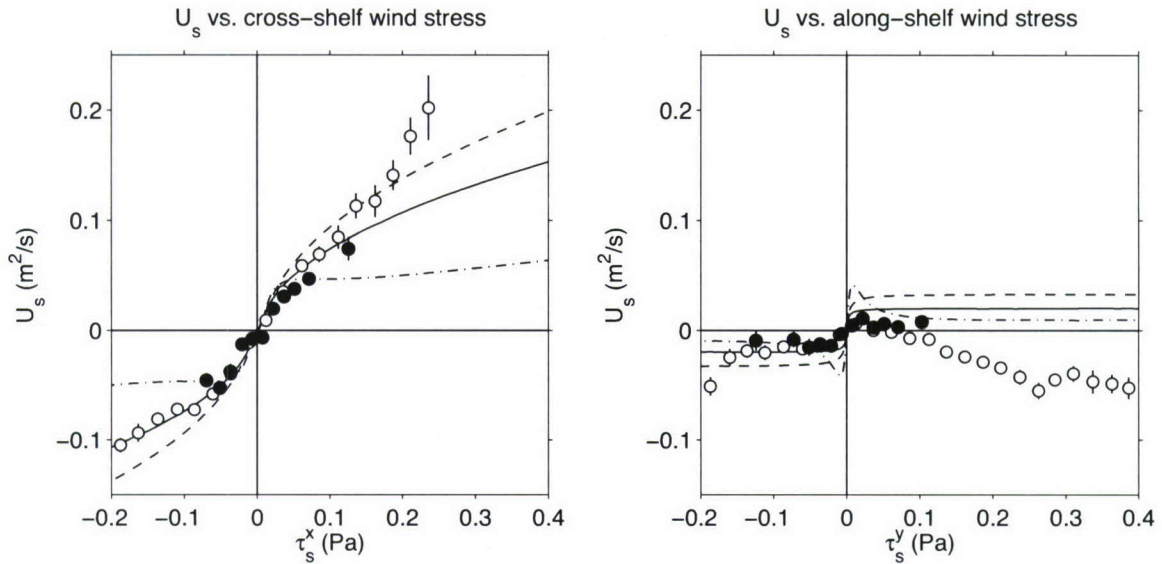 U_s vs. cross−shelf wind stress
U_s (m^2/s)
0.2
0.1
0
−0.1
−0.2 −0.1 0 0.1 0.2 0.3 0.4
τ_s^x (Pa)
U_s vs. along−shelf wind stress
U_s (m^2/s)
0.2
0.1
0
−0.1
−0.2 −0.1 0 0.1 0.2 0.3 0.4
τ_s^y (Pa)